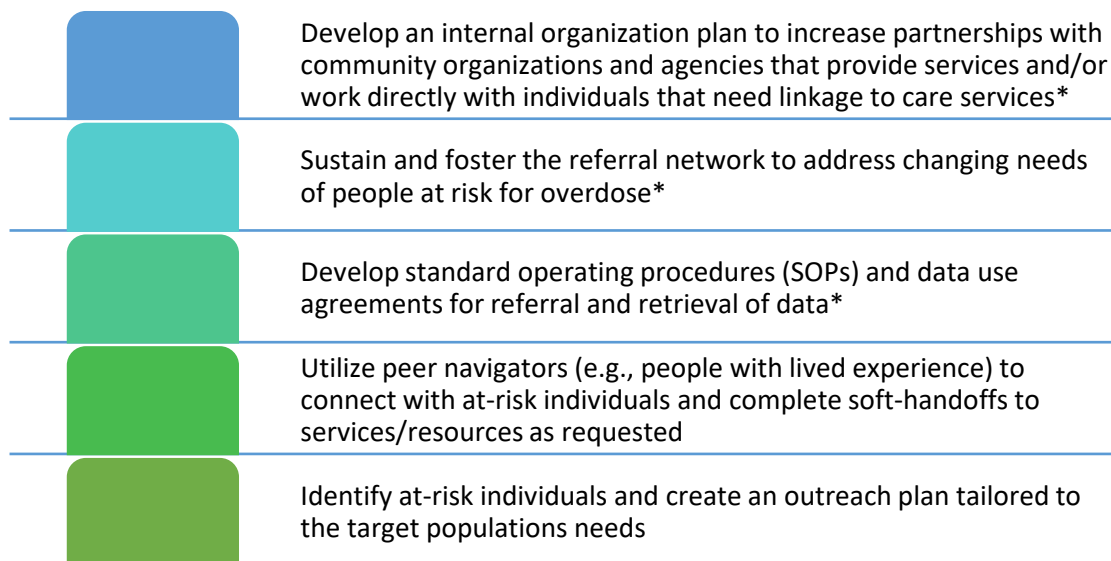 Develop an internal organization plan to increase partnerships with
community organizations and agencies that provide services and/or
work directly with individuals that need linkage to care services*
Sustain and foster the referral network to address changing needs
of people at risk for overdose*
Develop standard operating procedures (SOPs) and data use
agreements for referral and retrieval of data*
Utilize peer navigators (e.g., people with lived experience) to
connect with at-risk individuals and complete soft-handoffs to
services/resources as requested
Identify at-risk individuals and create an outreach plan tailored to
the target populations needs